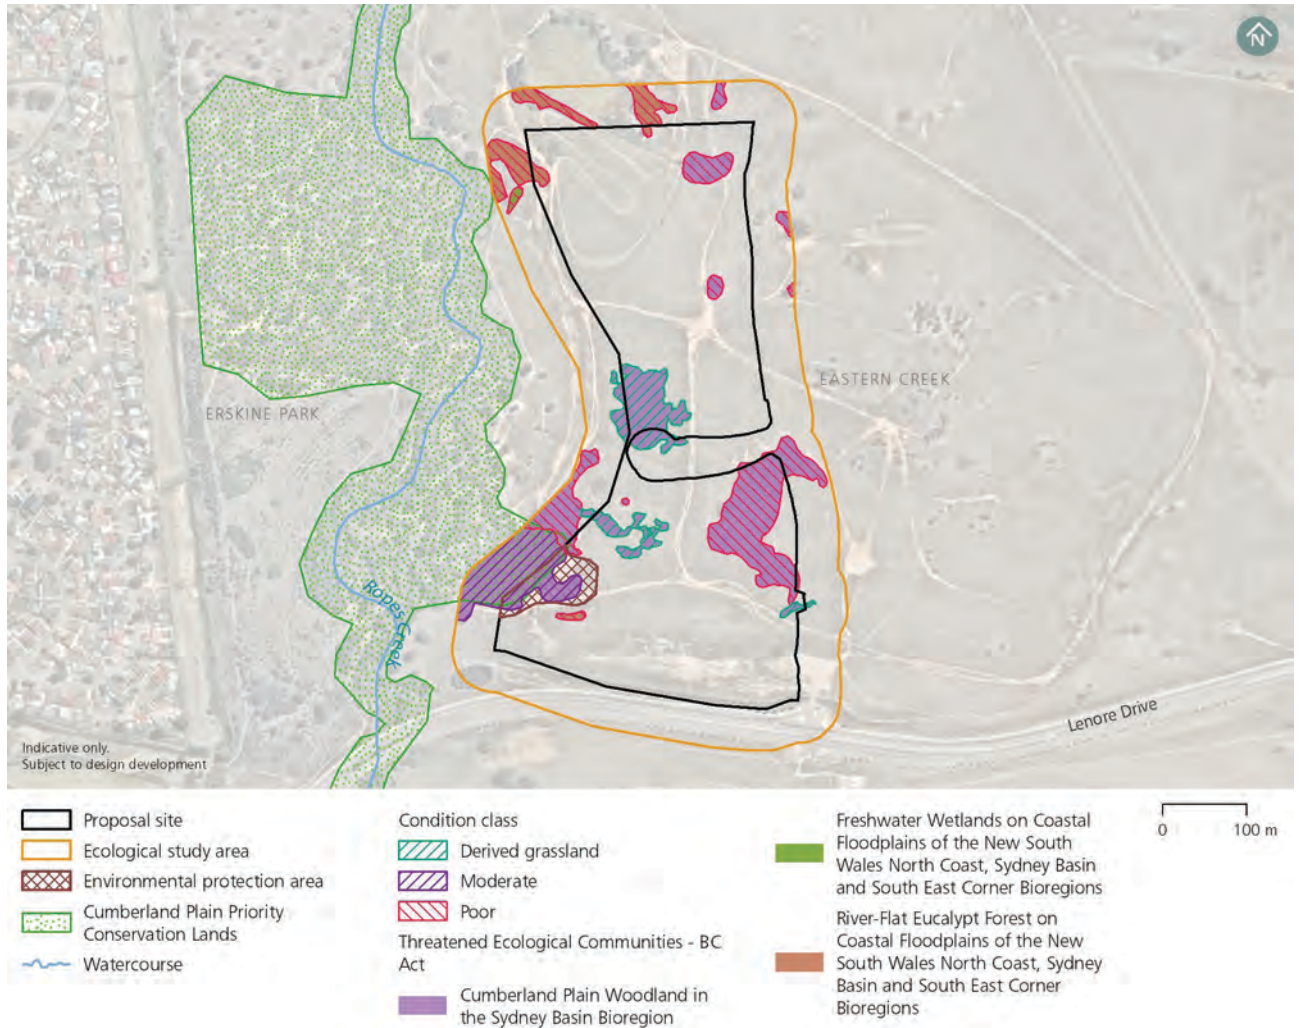 N
EASTERN CREEK
ERSKINE PARK
Ropes Creek
Lenore Drive
Indicative only.
Subject to design development
Proposal site
Ecological study area
Environmental protection area
Cumberland Plain Priority
Conservation Lands
Watercourse
Condition class
Derived grassland
Moderate
Poor
Threatened Ecological Communities - BC
Act
Cumberland Plain Woodland in
the Sydney Basin Bioregion
Freshwater Wetlands on Coastal
Floodplains of the New South
Wales North Coast, Sydney Basin
and South East Corner Bioregions
River-Flat Eucalypt Forest on
Coastal Floodplains of the New
South Wales North Coast, Sydney
Basin and South East Corner
Bioregions
0 100 m